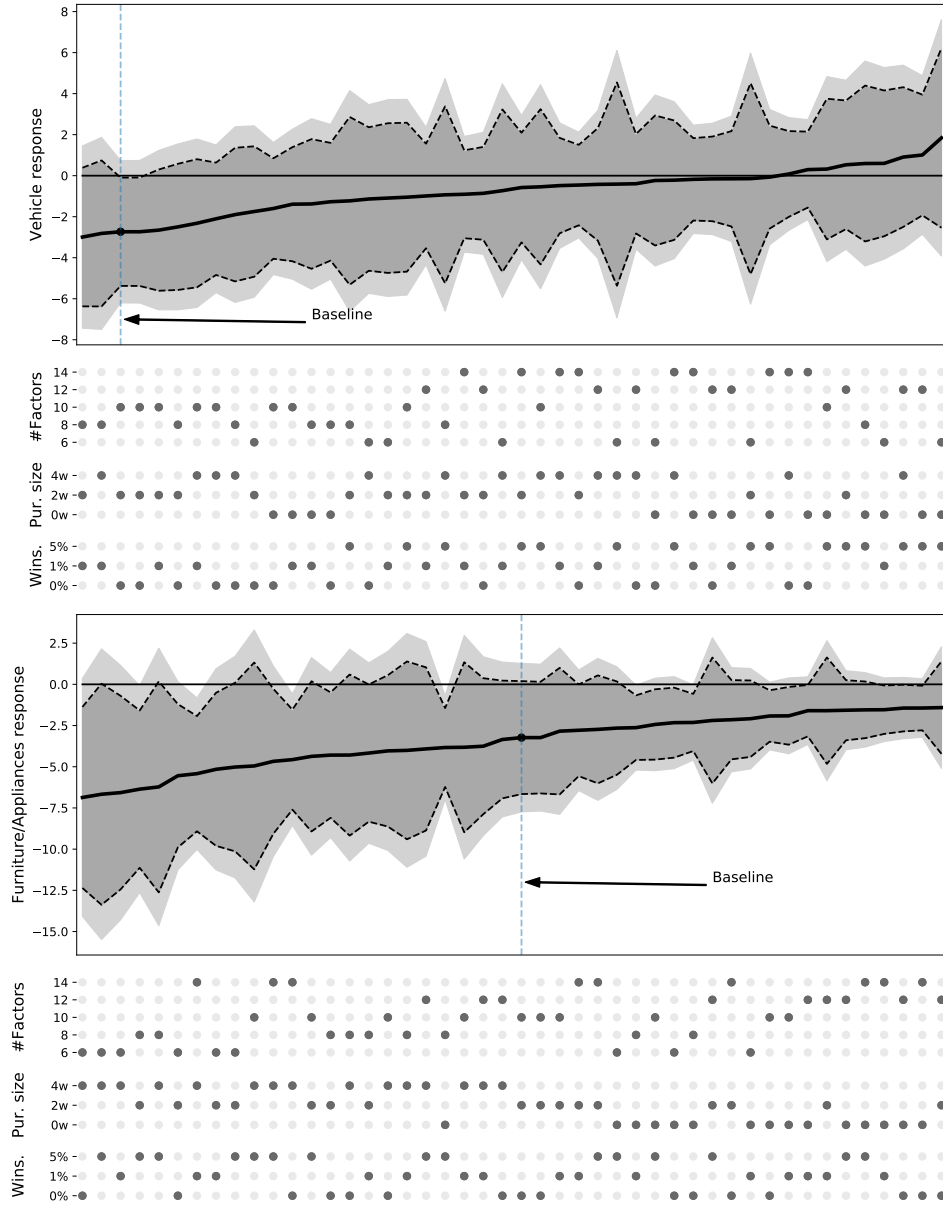 8
6
4
2
0
−2
−4
−6
−8
Vehicle response
Baseline
14
12
10
8
6
#Factors
4w
2w
0w
Pur. size
5%
1%
0%
Wins.
2.5
0.0
−2.5
−5.0
−7.5
−10.0
−12.5
−15.0
Furniture/Appliances response
Baseline
14
12
10
8
6
#Factors
4w
2w
0w
Pur. size
5%
1%
0%
Wins.